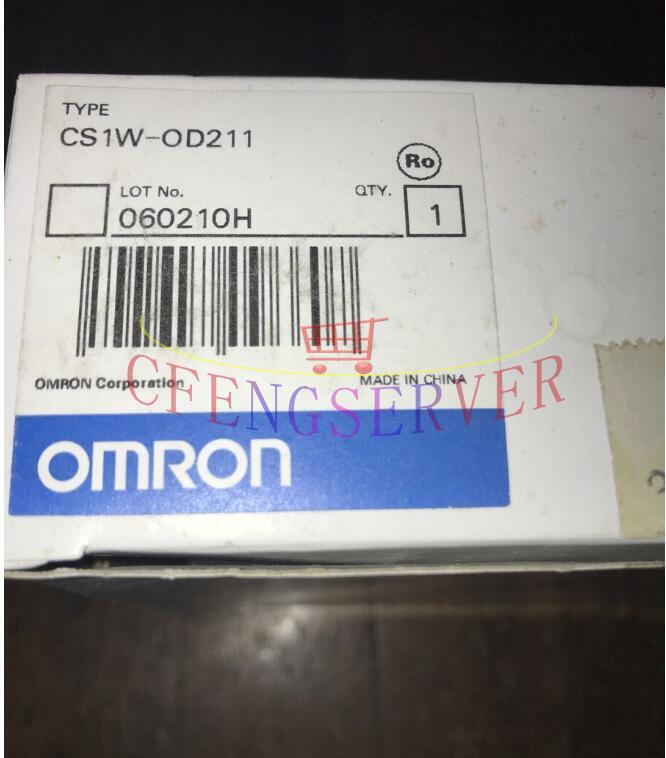 TYPE
CS1W-OD211
Ro
LOT No.
QTY.
060210H
1
OMRON Corporation
MADE IN CHINA
CFENGSERVER
OMRON